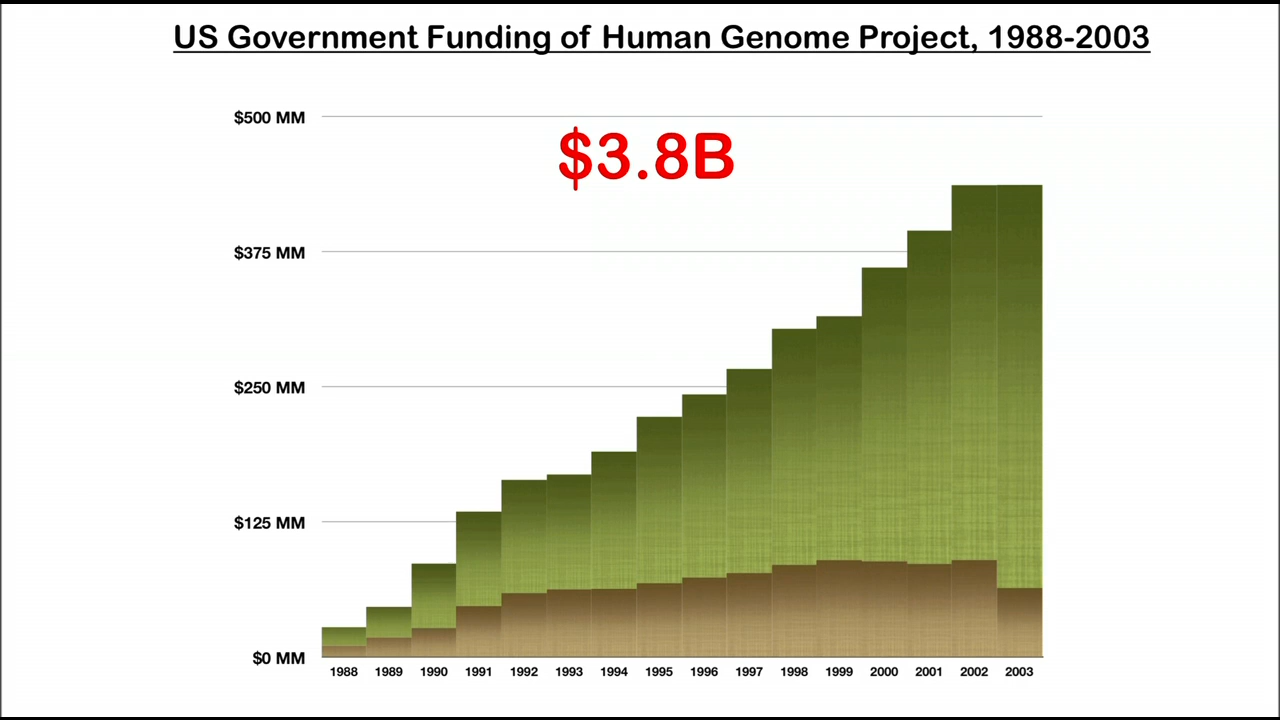 US Government Funding of Human Genome Project, 1988-2003
$500 MM
$3.8B
$375 MM
$250 MM
$125 MM
$0 MM
1988 1989 1990 1991 1992 1993 1994 1995 1996 1997 1998 1999 2000 2001 2002 2003